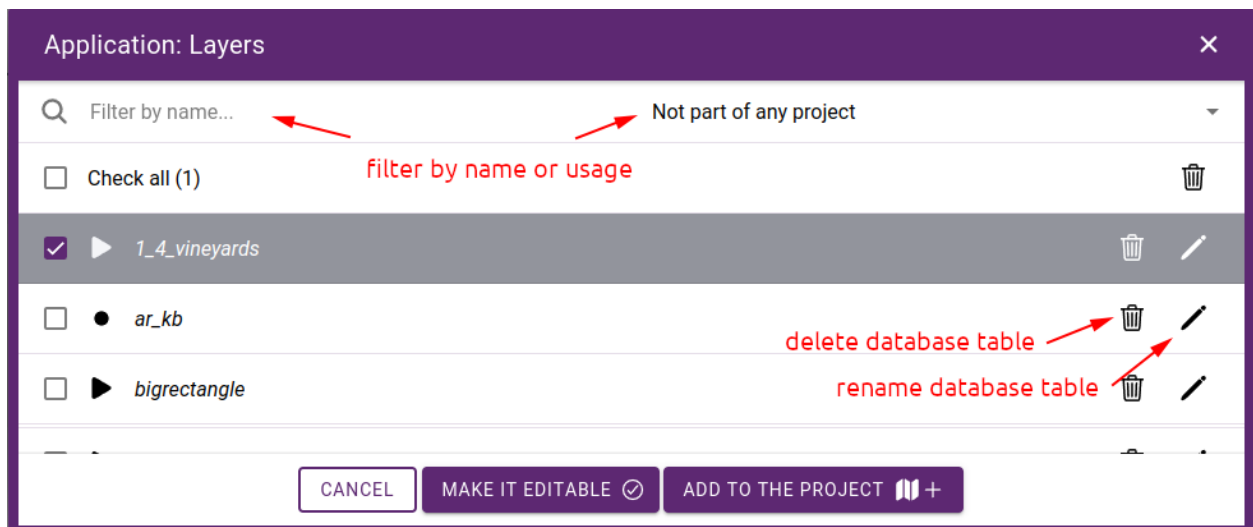 Application: Layers
Filter by name...
Not part of any project
filter by name or usage
Check all (1)
1_4_vineyards
ar_kb
delete database table
bigrectangle
rename database table
CANCEL
MAKE IT EDITABLE
ADD TO THE PROJECT